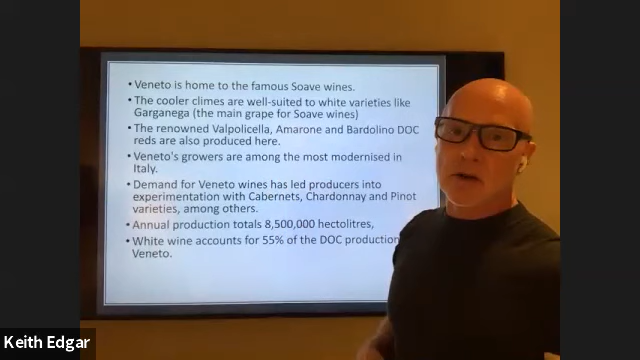 • Veneto is home to the famous Soave wines.
• The cooler climes are well-suited to white varieties like
Garganega (the main grape for Soave wines)
• The renowned Valpolicella, Amarone and Bardolino DOC
reds are also produced here.
• Veneto's growers are among the most modernised in
Italy.
• Demand for Veneto wines has led producers into
experimentation with Cabernets, Chardonnay and Pinot
varieties, among others.
• Annual production totals 8,500,000 hectolitres,
• White wine accounts for 55% of the DOC production
Veneto.
Keith Edgar